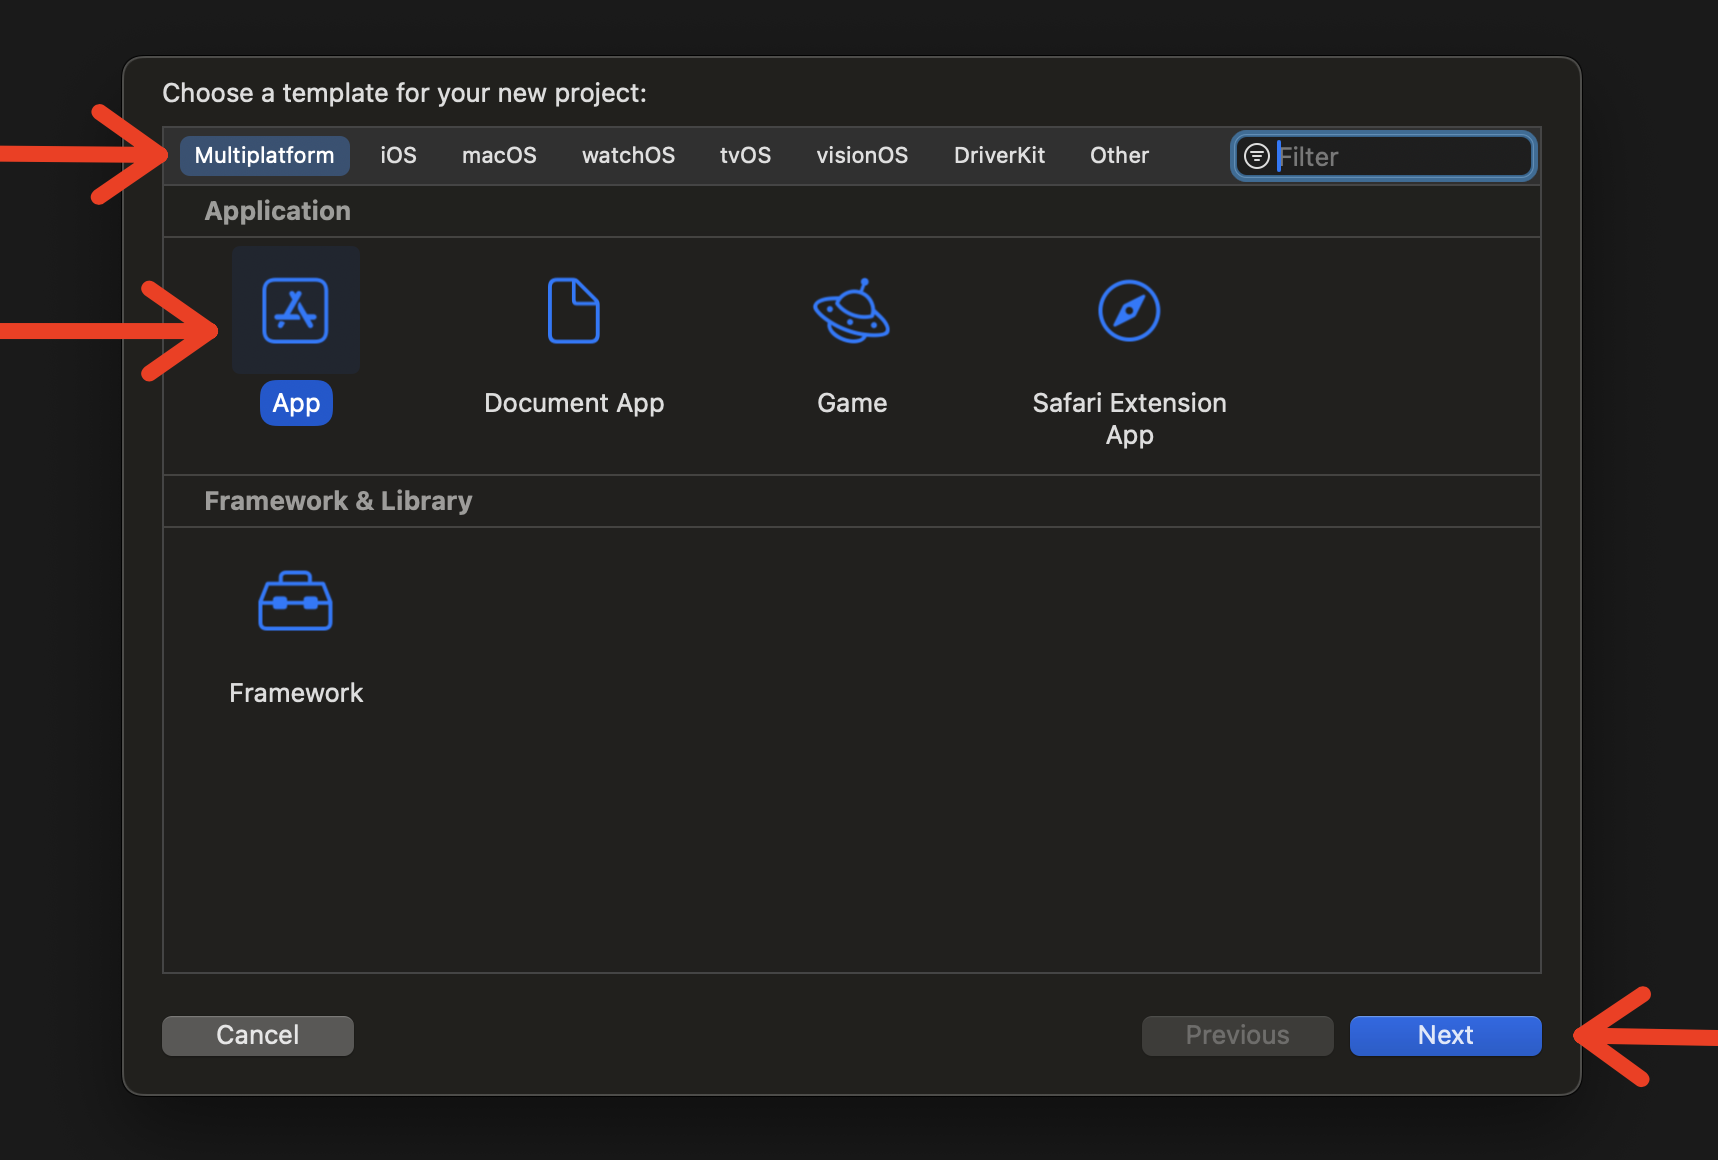 Choose a template for your new project:
Multiplatform iOS macOS watchOS tvOS visionOS DriverKit Other Filter
Application
App Document App Game Safari Extension App
Framework & Library
Framework
Cancel Previous Next